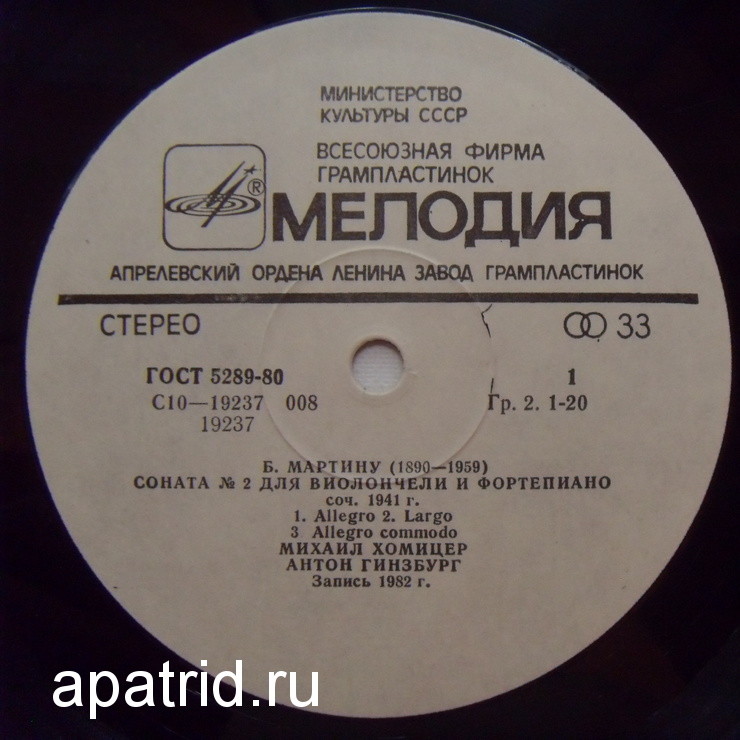 МИНИСТЕРСТВО
КУЛЬТУРЫ СССР
ВСЕСОЮЗНАЯ ФИРМА
ГРАМПЛАСТИНОК
® МЕЛОДИЯ
АПРЕЛЕВСКИЙ ОРДЕНА ЛЕНИНА ЗАВОД ГРАМПЛАСТИНОК
СТЕРЕО 33
ГОСТ 5289-80 1
С10—19237 008 Гр. 2. 1-20
19237
Б. МАРТИНУ (1890—1959)
СОНАТА № 2 ДЛЯ ВИОЛОНЧЕЛИ И ФОРТЕПИАНО
соч. 1941 г.
1. Allegro 2. Largo
3 Allegro commodo
МИХАИЛ ХОМИЦЕР
АНТОН ГИНЗБУРГ
Запись 1982 г.
apatrid.ru